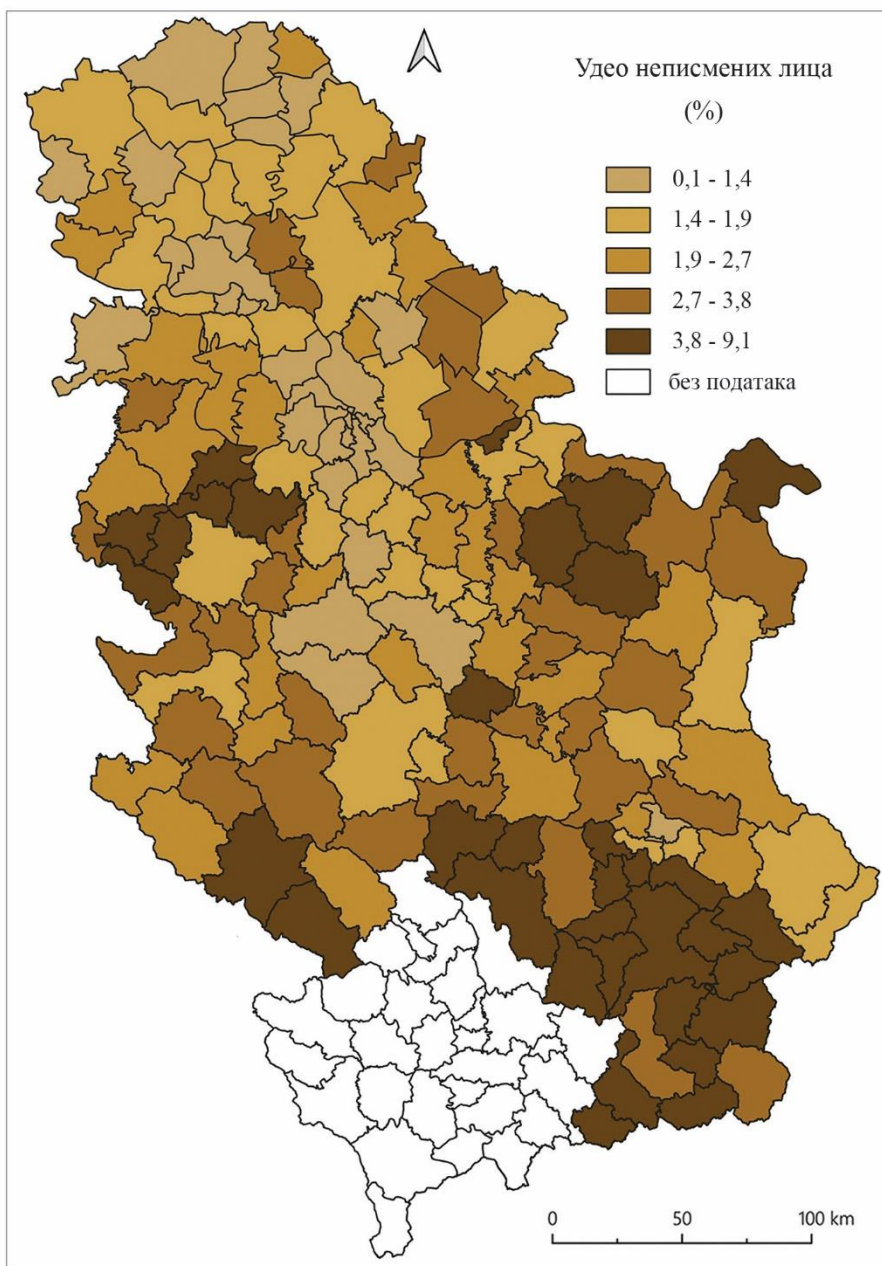 Удео неписмених лица
(%)
0,1 - 1,4
1,4 - 1,9
1,9 - 2,7
2,7 - 3,8
3,8 - 9,1
без података
0 50 100 km